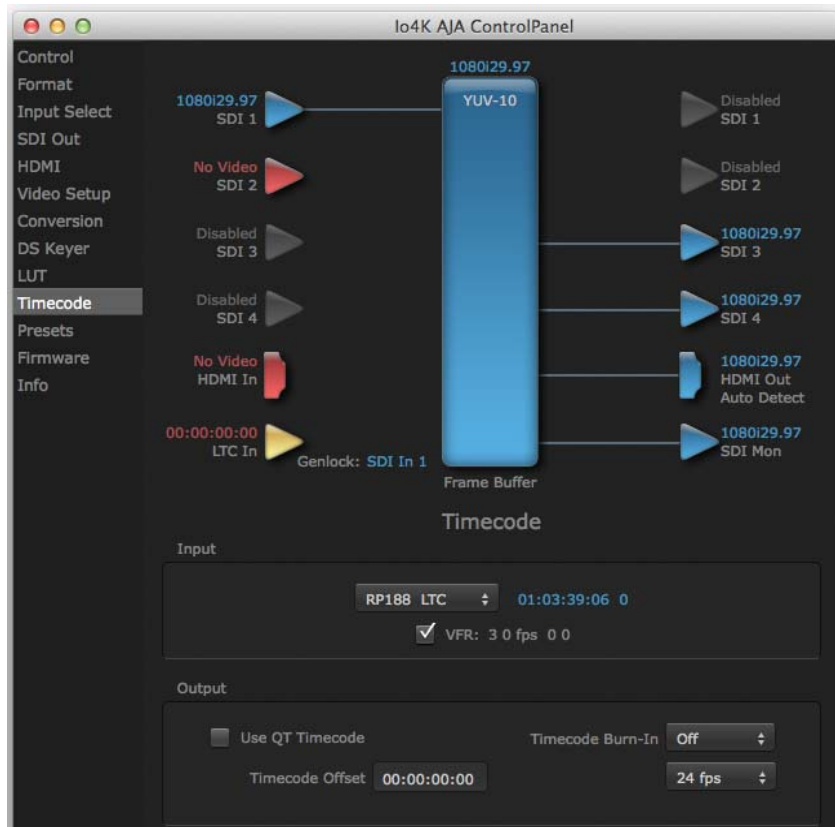 Io4K AJA ControlPanel
Control
Format
Input Select
SDI Out
HDMI
Video Setup
Conversion
DS Keyer
LUT
Timecode
Presets
Firmware
Info
1080i29.97
YUV-10
1080i29.97
SDI 1
No Video
SDI 2
Disabled
SDI 3
Disabled
SDI 4
No Video
HDMI In
00:00:00:00
LTC In
Genlock: SDI In 1
Frame Buffer
Disabled
SDI 1
Disabled
SDI 2
1080i29.97
SDI 3
1080i29.97
SDI 4
1080i29.97
HDMI Out
Auto Detect
1080i29.97
SDI Mon
Timecode
Input
RP188 LTC 01:03:39:06 0
VFR: 3 0 fps 0 0
Output
Use QT Timecode Timecode Burn-In Off
Timecode Offset 00:00:00:00 24 fps